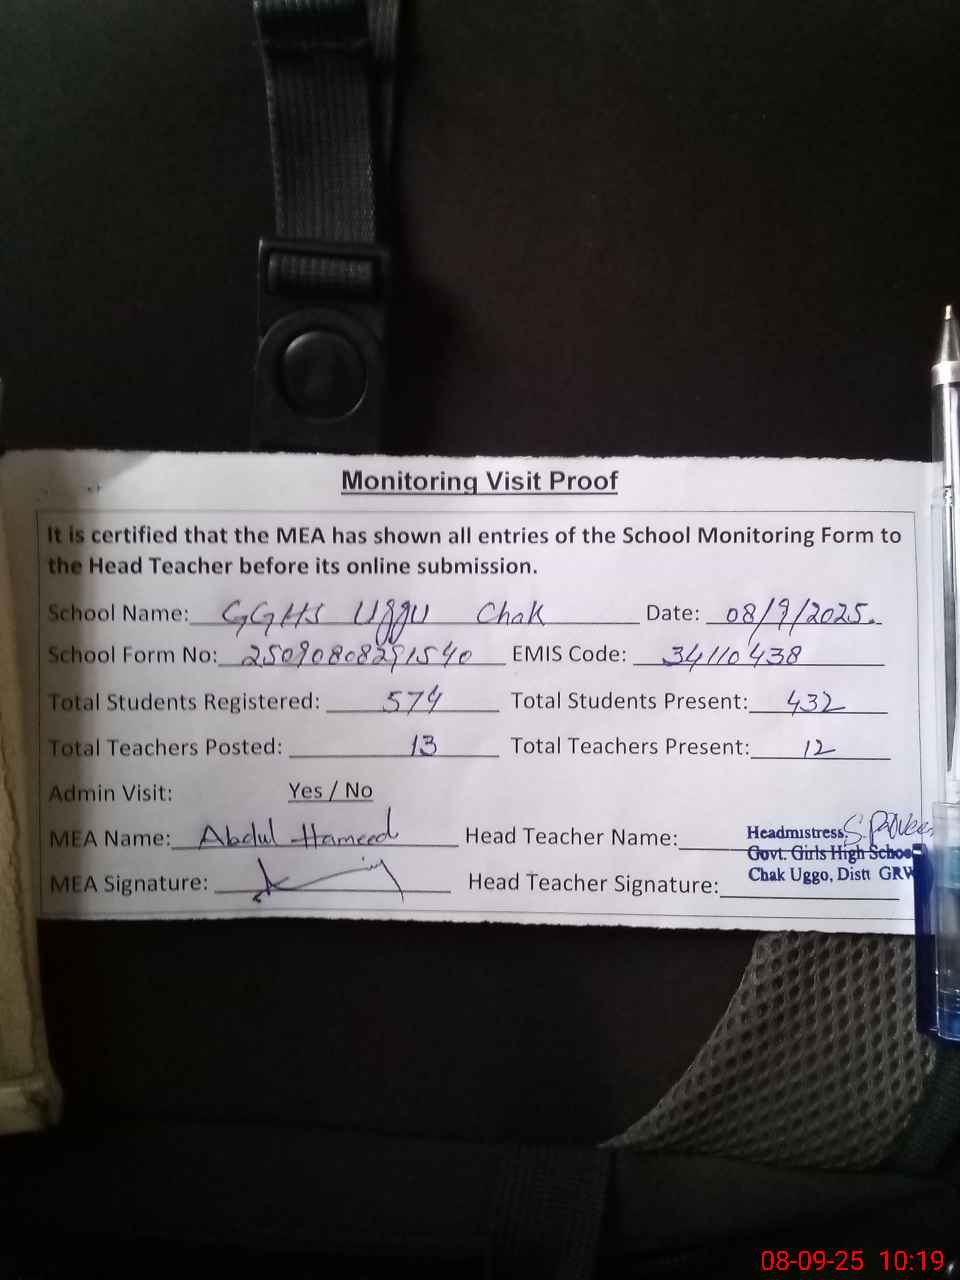 Monitoring Visit Proof
It is certified that the MEA has shown all entries of the School Monitoring Form to
the Head Teacher before its online submission.
School Name: GGHS Uggu Chak Date: 08/9/2025.
School Form No: 25090808291540 EMIS Code: 34110438
Total Students Registered: 574 Total Students Present: 432
Total Teachers Posted: 13 Total Teachers Present: 12
Admin Visit: Yes / No
MEA Name: Abdul Hameed Head Teacher Name:
Headmistress
Govt. Girls High School
Chak Uggo, Distt GRW
MEA Signature: Head Teacher Signature:
08-09-25 10:19